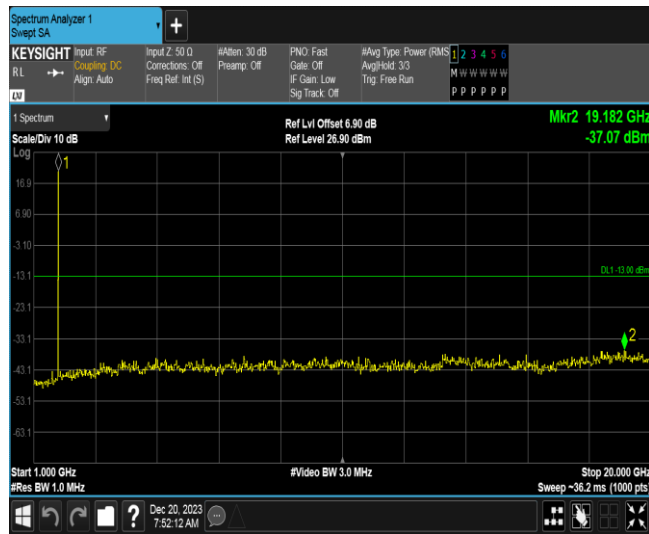 Spectrum Analyzer 1
Swept SA
+
KEYSIGHT
RL
LXI
Input: RF
Coupling: DC
Align: Auto
Input Z: 50 Ω
Corrections: Off
Freq Ref: Int (S)
#Atten: 30 dB
Preamp: Off
PNO: Fast
Gate: Off
IF Gain: Low
Sig Track: Off
#Avg Type: Power (RMS
Avg|Hold: 3/3
Trig: Free Run
1 2 3 4 5 6
M W W W W W
P P P P P P
1 Spectrum
Scale/Div 10 dB
Log
Ref Lvl Offset 6.90 dB
Ref Level 26.90 dBm
Mkr2 19.182 GHz
-37.07 dBm
1
16.9
6.90
-3.10
-13.1
DL1 -13.00 dBm
-23.1
-33.1
2
-43.1
-53.1
-63.1
Start 1.000 GHz
#Res BW 1.0 MHz
#Video BW 3.0 MHz
Stop 20.000 GHz
Sweep ~36.2 ms (1000 pts)
?
Dec 20, 2023
7:52:12 AM